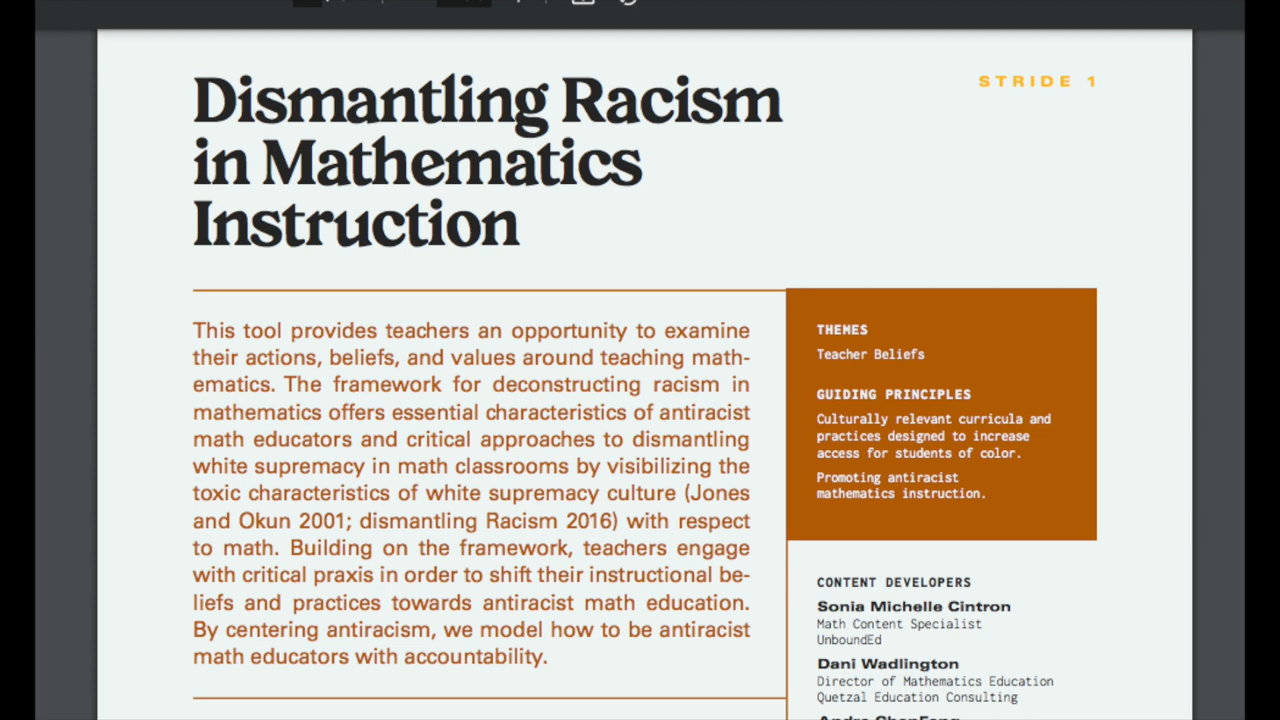 Dismantling Racism
in Mathematics
Instruction
STRIDE 1
This tool provides teachers an opportunity to examine
their actions, beliefs, and values around teaching math-
ematics. The framework for deconstructing racism in
mathematics offers essential characteristics of antiracist
math educators and critical approaches to dismantling
white supremacy in math classrooms by visibilizing the
toxic characteristics of white supremacy culture (Jones
and Okun 2001; dismantling Racism 2016) with respect
to math. Building on the framework, teachers engage
with critical praxis in order to shift their instructional be-
liefs and practices towards antiracist math education.
By centering antiracism, we model how to be antiracist
math educators with accountability.
THEMES
Teacher Beliefs
GUIDING PRINCIPLES
Culturally relevant curricula and
practices designed to increase
access for students of color.
Promoting antiracist
mathematics instruction.
CONTENT DEVELOPERS
Sonia Michelle Cintron
Math Content Specialist
UnboundEd
Dani Wadlington
Director of Mathematics Education
Quetzal Education Consulting